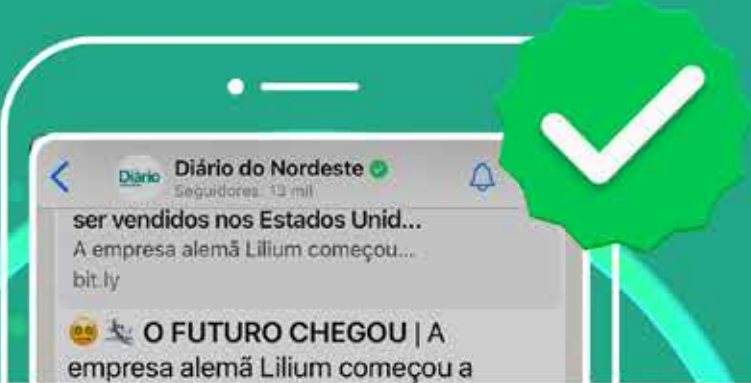 Diário
Diário do Nordeste
Seguidores: 13 mil
ser vendidos nos Estados Unid...
A empresa alemã Lilium começou...
bit.ly
O FUTURO CHEGOU | A
empresa alemã Lilium começou a